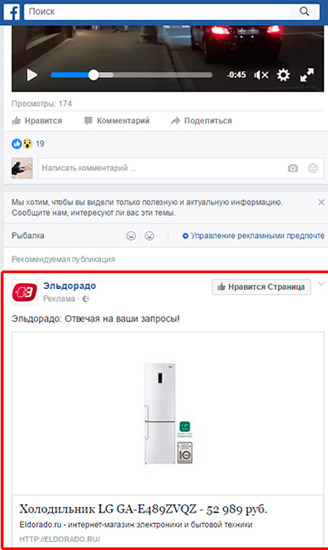 Поиск
-0:45
Просмотры: 174
Нравится Комментарий Поделиться
19
Написать комментарий...
Мы хотим, чтобы вы видели только полезную и актуальную информацию.
Сообщите нам, интересуют ли вас эти темы.
Рыбалка Управление рекламными предпочте
Рекомендуемая публикация
Эльдорадо
Нравится Страница
Реклама ·
Эльдорадо: Отвечая на ваши запросы!
10
Холодильник LG GA-E489ZVQZ - 52 989 руб.
Eldorado.ru - интернет-магазин электроники и бытовой техники
HTTP://ELDORADO.RU/